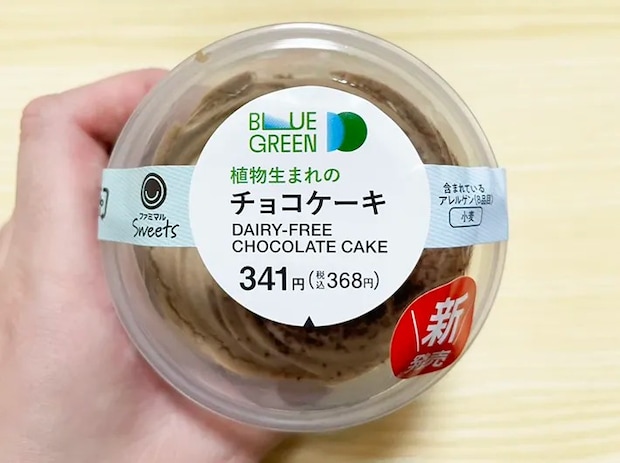 BLUE
GREEN
植物生まれの
チョコケーキ
DAIRY-FREE
CHOCOLATE CAKE
341円(税込368円)
ファミマル
Sweets
含まれている
アレルゲン(8品目)
小麦
新
発売